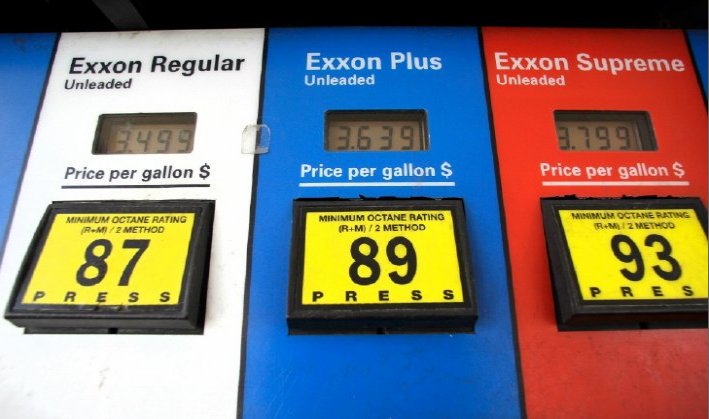 Exxon Regular
Unleaded
3.499
Price per gallon $
MINIMUM OCTANE RATING
(R+M) / 2 METHOD
87
PRESS
Exxon Plus
Unleaded
3.639
Price per gallon $
MINIMUM OCTANE RATING
(R+M) / 2 METHOD
89
PRESS
Exxon Supreme
Unleaded
3.799
Price per gallon $
MINIMUM OCTANE RATING
(R+M) / 2 METHOD
93
PRESS